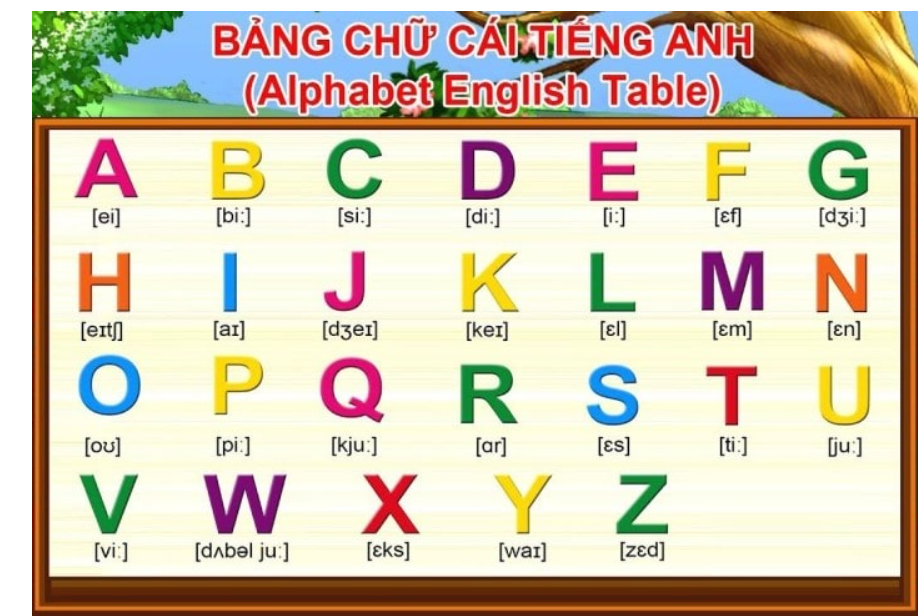 BẢNG CHỮ CÁI TIẾNG ANH
(Alphabet English Table)
A B C D E F G
[ei] [bi:] [si:] [di:] [i:] [ɛf] [dʒi:]
H I J K L M N
[eɪtʃ] [aɪ] [dʒeɪ] [keɪ] [ɛl] [ɛm] [ɛn]
O P Q R S T U
[oʊ] [pi:] [kju:] [ɑr] [ɛs] [ti:] [ju:]
V W X Y Z
[vi:] [dʌbəl ju:] [ɛks] [waɪ] [zɛd]